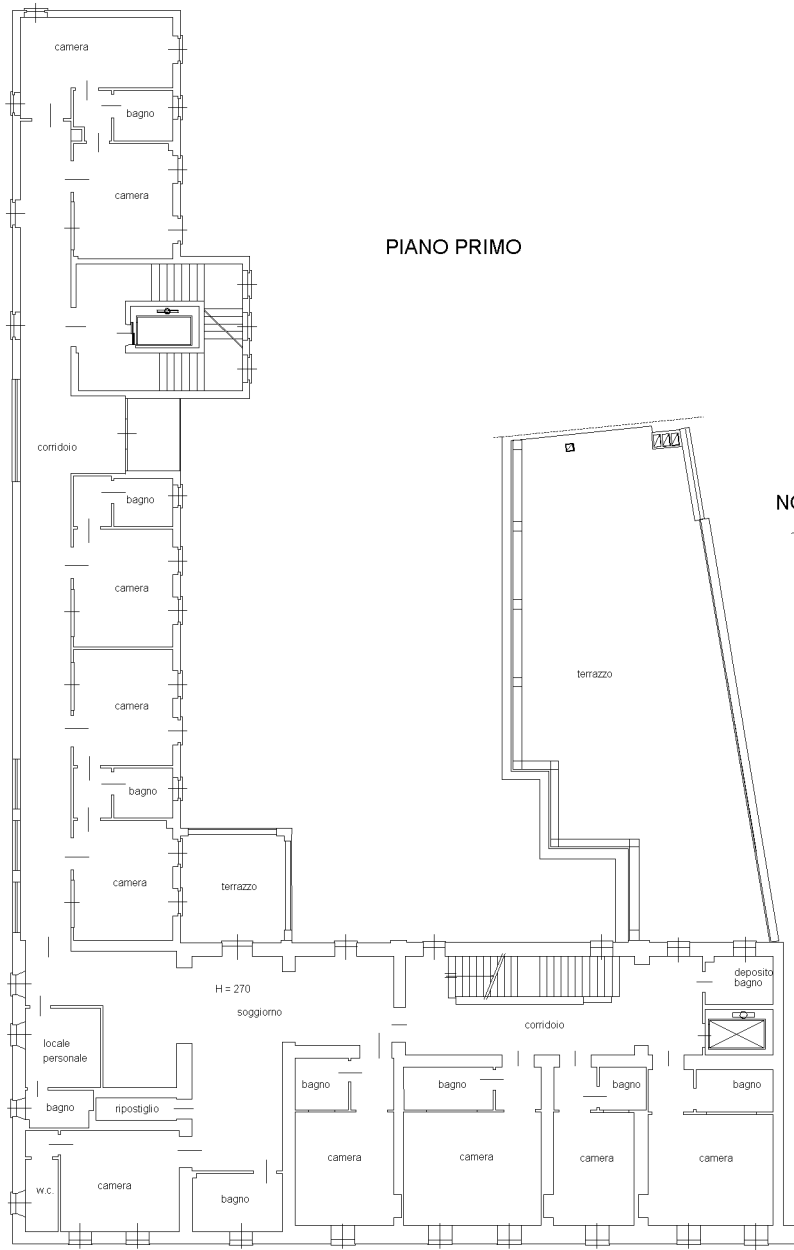 camera
bagno
camera
PIANO PRIMO
corridoio
bagno
NO
camera
terrazzo
camera
bagno
camera
terrazzo
deposito
bagno
H = 270
soggiorno
corridoio
locale
personale
bagno
bagno
bagno
bagno
bagno
ripostiglio
camera
camera
camera
camera
w.c.
camera
bagno